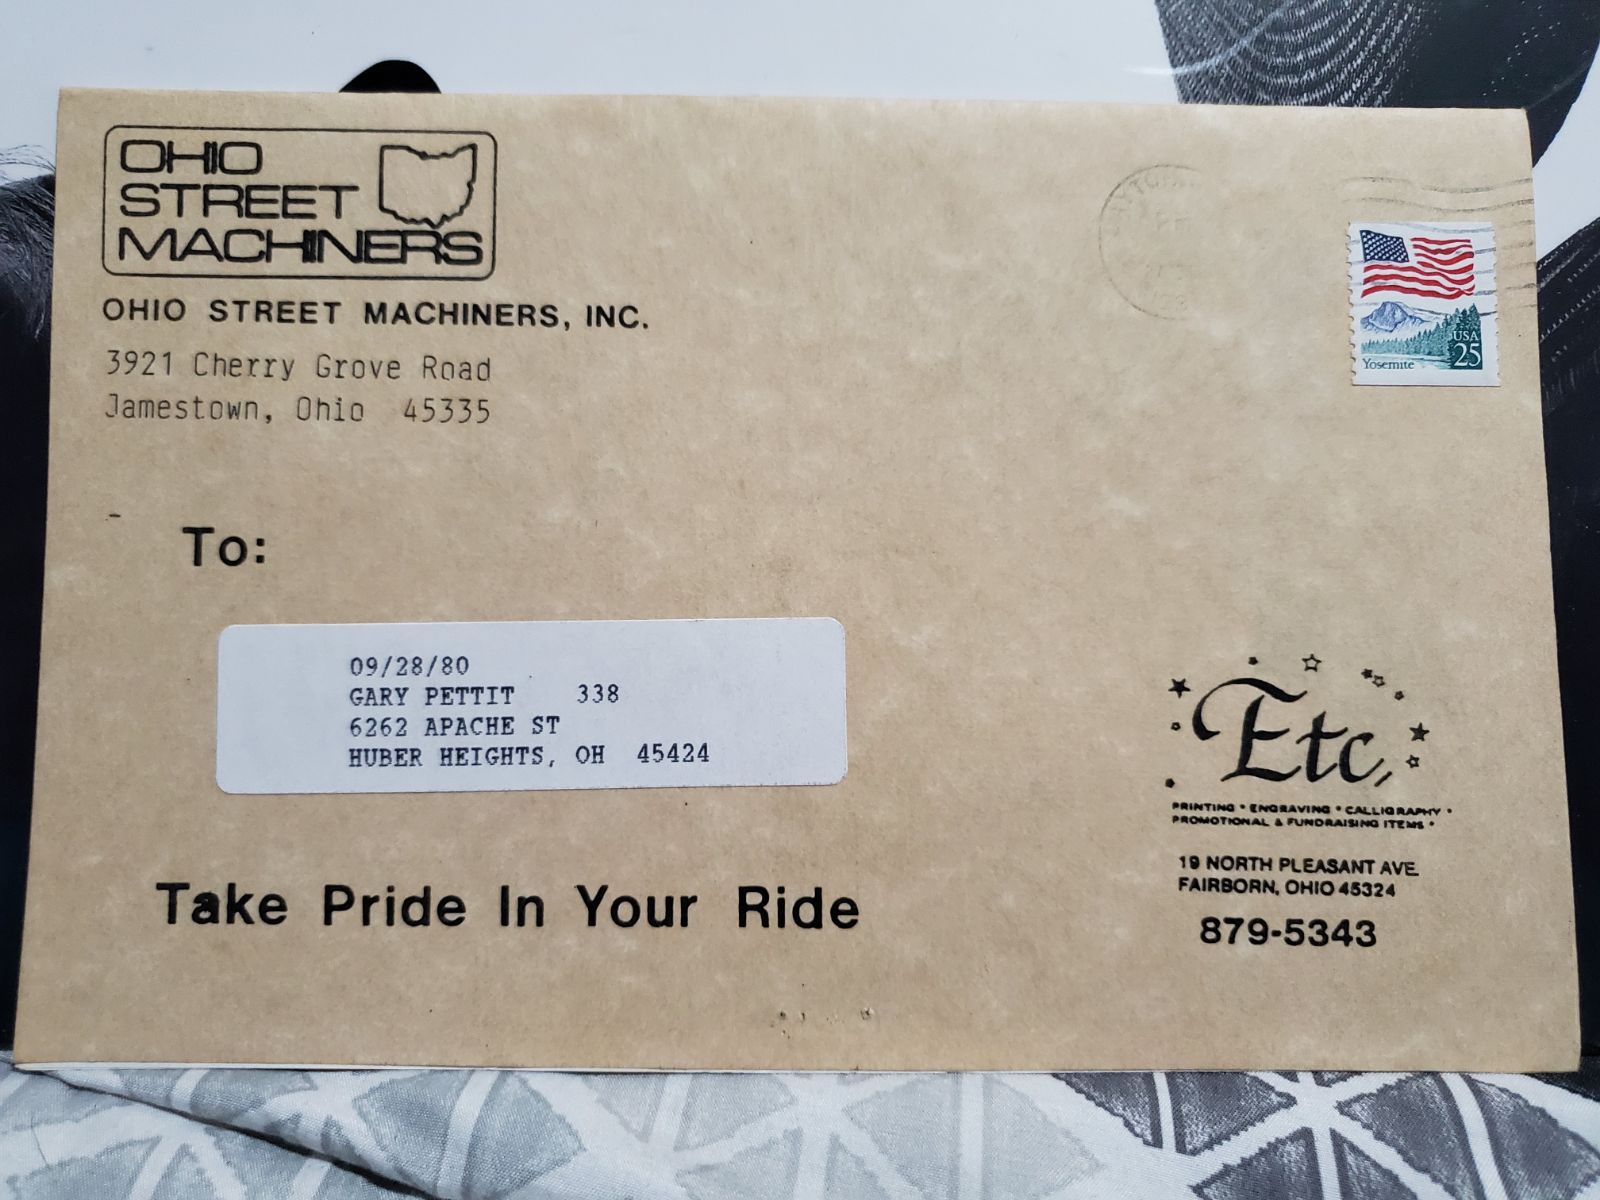 OHIO
STREET
MACHINERS
OHIO STREET MACHINERS, INC.
3921 Cherry Grove Road
Jamestown, Ohio 45335
USA
25
Yosemite
To:
09/28/80
GARY PETTIT 338
6262 APACHE ST
HUBER HEIGHTS, OH 45424
Take Pride In Your Ride
Etc,
PRINTING * ENGRAVING * CALLIGRAPHY *
PROMOTIONAL & FUNDRAISING ITEMS *
19 NORTH PLEASANT AVE
FAIRBORN, OHIO 45324
879-5343